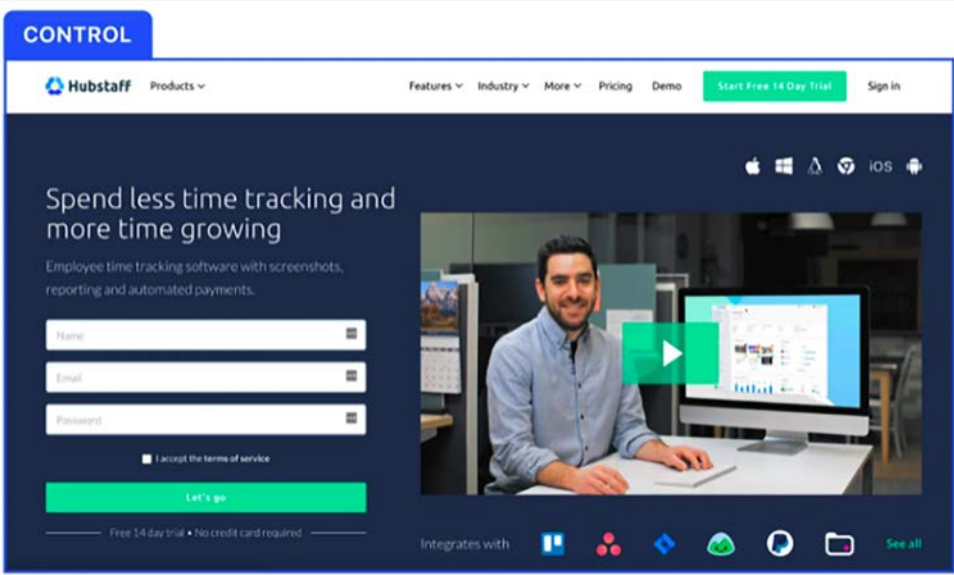 CONTROL
Hubstaff Products Features Industry More Pricing Demo Start Free 14 Day Trial Sign in
iOS
Spend less time tracking and
more time growing
Employee time tracking software with screenshots,
reporting and automated payments.
Name
Email
Password
I accept the terms of service
Let's go
Free 14 day trial • No credit card required
Integrates with See all